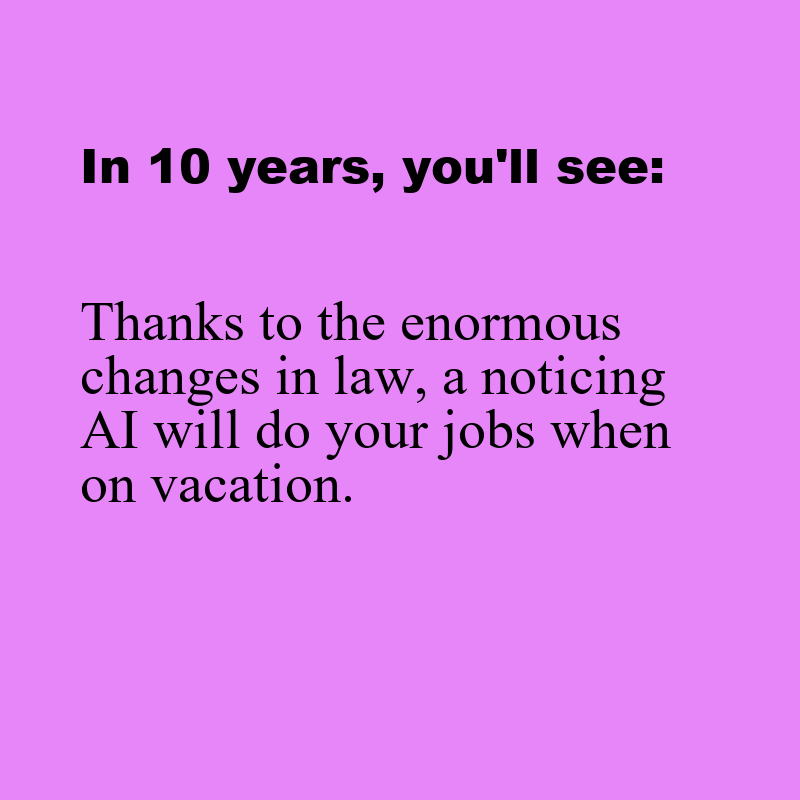 In 10 years, you'll see:
Thanks to the enormous
changes in law, a noticing
AI will do your jobs when
on vacation.